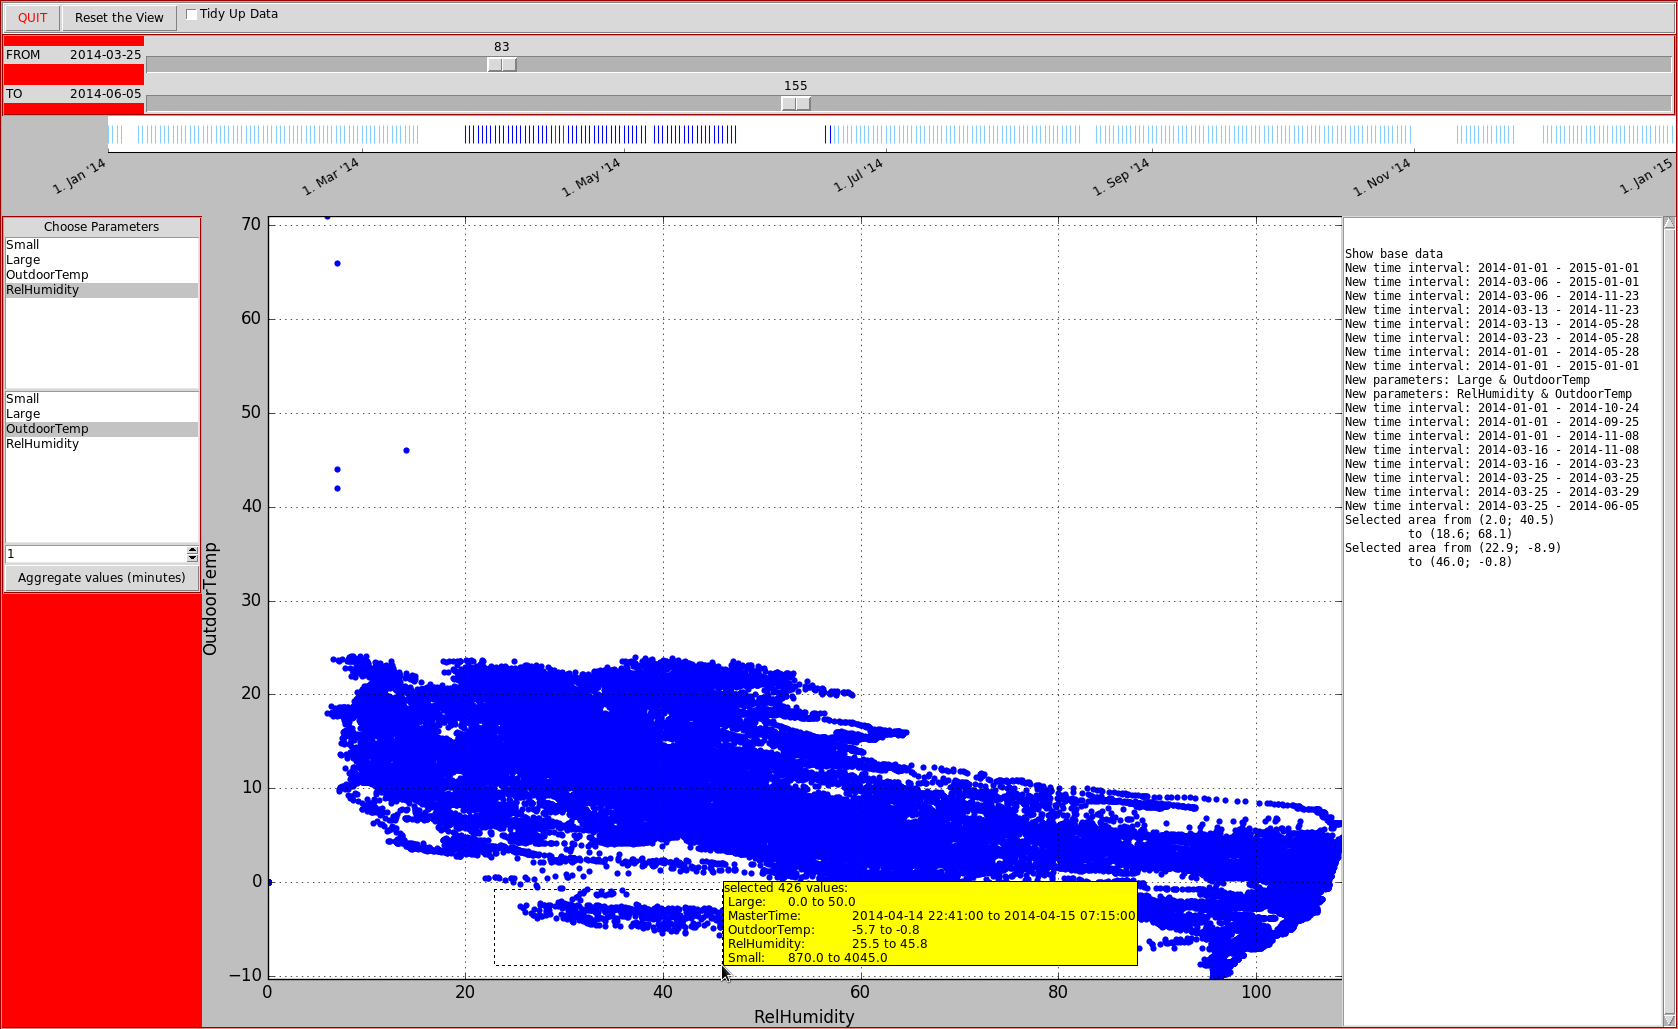 QUIT Reset the View Tidy Up Data
83
FROM 2014-03-25
155
TO 2014-06-05
1. Jan '14 1. Mar '14 1. May '14 1. Jul '14 1. Sep '14 1. Nov '14 1. Jan '15
Choose Parameters
Small
Large
OutdoorTemp
RelHumidity
Small
Large
OutdoorTemp
RelHumidity
1
Aggregate values (minutes)
OutdoorTemp
70
60
50
40
30
20
10
0
−10
0 20 40 60 80 100
RelHumidity
selected 426 values:
Large: 0.0 to 50.0
MasterTime: 2014-04-14 22:41:00 to 2014-04-15 07:15:00
OutdoorTemp: -5.7 to -0.8
RelHumidity: 25.5 to 45.8
Small: 870.0 to 4045.0
Show base data
New time interval: 2014-01-01 - 2015-01-01
New time interval: 2014-03-06 - 2015-01-01
New time interval: 2014-03-06 - 2014-11-23
New time interval: 2014-03-13 - 2014-11-23
New time interval: 2014-03-13 - 2014-05-28
New time interval: 2014-03-23 - 2014-05-28
New time interval: 2014-01-01 - 2014-05-28
New time interval: 2014-01-01 - 2015-01-01
New parameters: Large & OutdoorTemp
New parameters: RelHumidity & OutdoorTemp
New time interval: 2014-01-01 - 2014-10-24
New time interval: 2014-01-01 - 2014-09-25
New time interval: 2014-01-01 - 2014-11-08
New time interval: 2014-03-16 - 2014-11-08
New time interval: 2014-03-16 - 2014-03-23
New time interval: 2014-03-25 - 2014-03-25
New time interval: 2014-03-25 - 2014-03-29
New time interval: 2014-03-25 - 2014-06-05
Selected area from (2.0; 40.5)
to (18.6; 68.1)
Selected area from (22.9; -8.9)
to (46.0; -0.8)